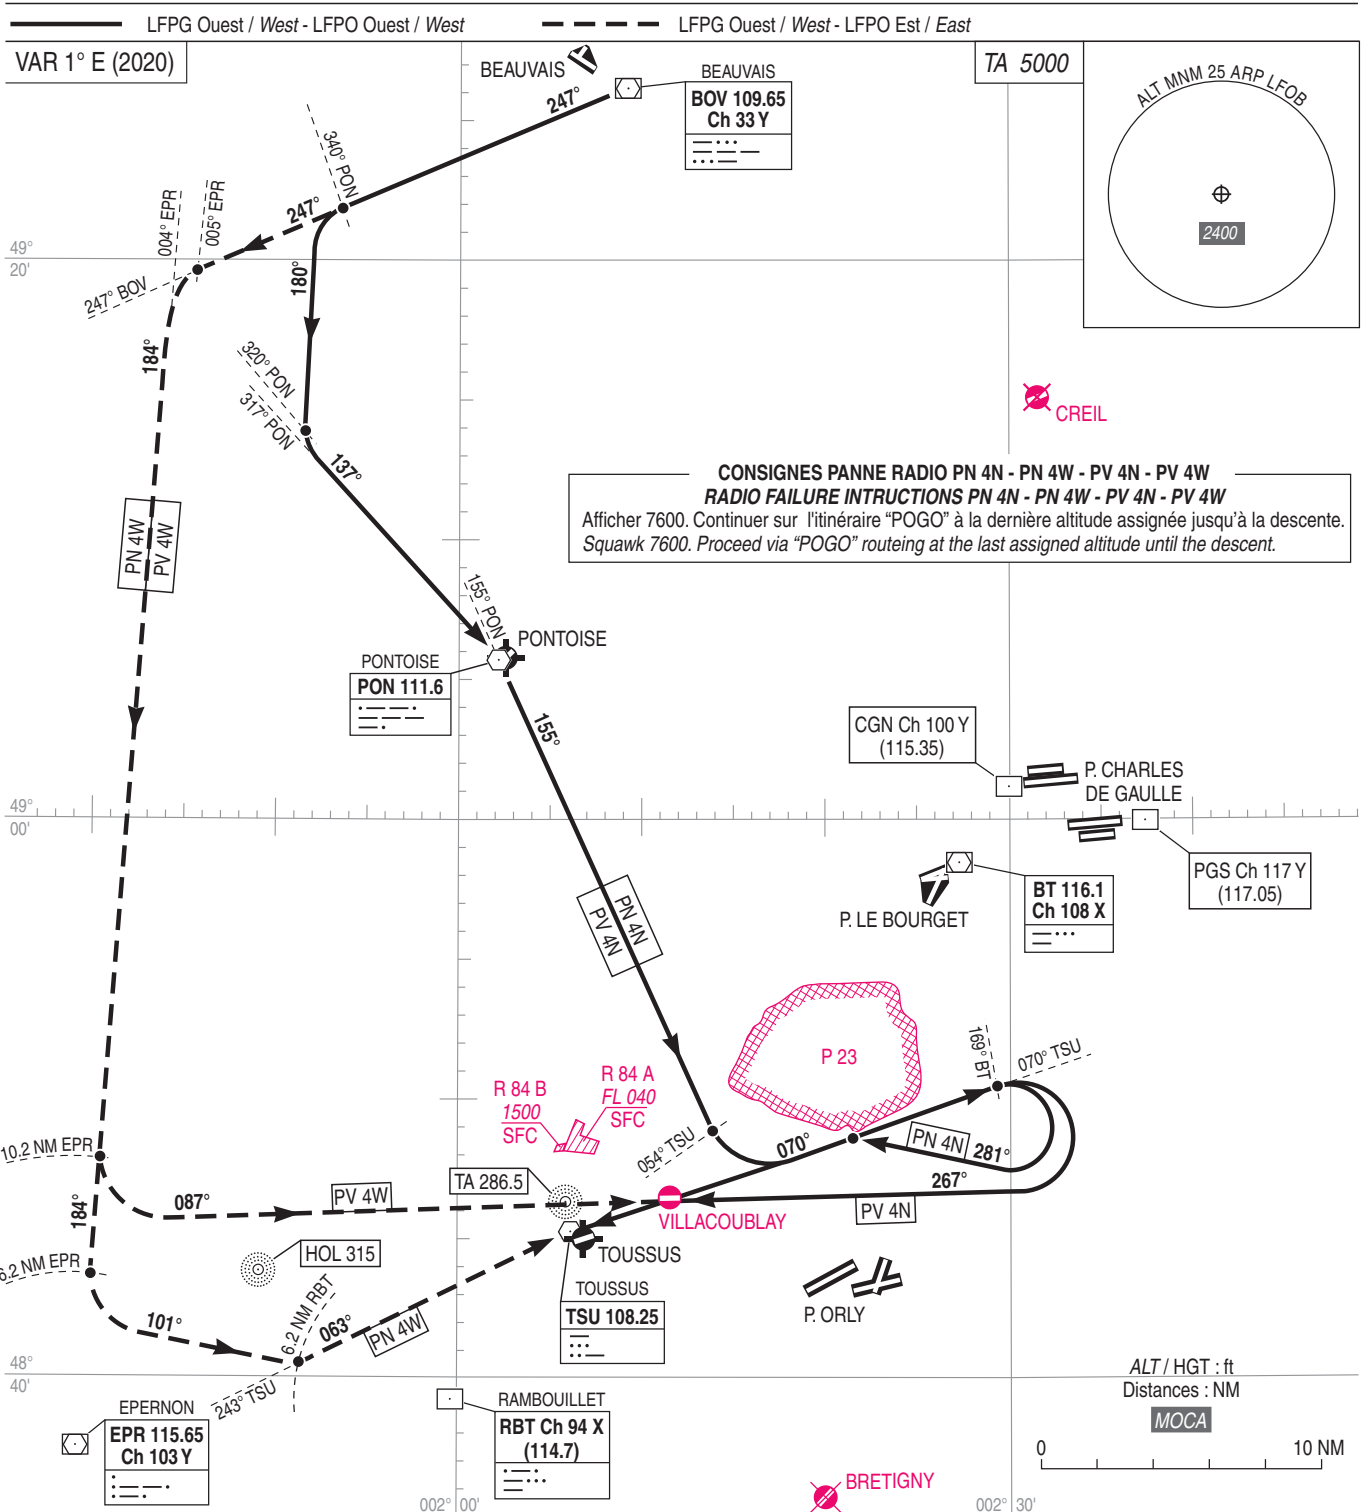 LFPG Ouest / West - LFPO Ouest / West
LFPG Ouest / West - LFPO Est / East
VAR 1° E (2020)
TA 5000
ALT MNM 25 ARP LFOB
2400
BEAUVAIS
BEAUVAIS
BOV 109.65
Ch 33 Y
247°
340° PON
247°
004° EPR
005° EPR
49°
20'
247° BOV
180°
184°
320° PON
317° PON
137°
CREIL
CONSIGNES PANNE RADIO PN 4N - PN 4W - PV 4N - PV 4W
RADIO FAILURE INTRUCTIONS PN 4N - PN 4W - PV 4N - PV 4W
Afficher 7600. Continuer sur l'itinéraire “POGO” à la dernière altitude assignée jusqu'à la descente.
Squawk 7600. Proceed via “POGO” routeing at the last assigned altitude until the descent.
PN 4W
PV 4W
155° PON
PONTOISE
PONTOISE
PON 111.6
155°
CGN Ch 100 Y
(115.35)
P. CHARLES
DE GAULLE
49°
00'
PGS Ch 117 Y
(117.05)
BT 116.1
Ch 108 X
P. LE BOURGET
PN 4N
PV 4N
P 23
169° BT
070° TSU
R 84 B
1500
SFC
R 84 A
FL 040
SFC
054° TSU
070°
PN 4N
281°
267°
PV 4N
10.2 NM EPR
184°
087°
PV 4W
TA 286.5
VILLACOUBLAY
TOUSSUS
HOL 315
6.2 NM EPR
TOUSSUS
TSU 108.25
P. ORLY
101°
6.2 NM RBT
063°
PN 4W
243° TSU
48°
40'
ALT / HGT : ft
Distances : NM
MOCA
0
10 NM
EPERNON
EPR 115.65
Ch 103 Y
RAMBOUILLET
RBT Ch 94 X
(114.7)
BRETIGNY
002° 00'
002° 30'